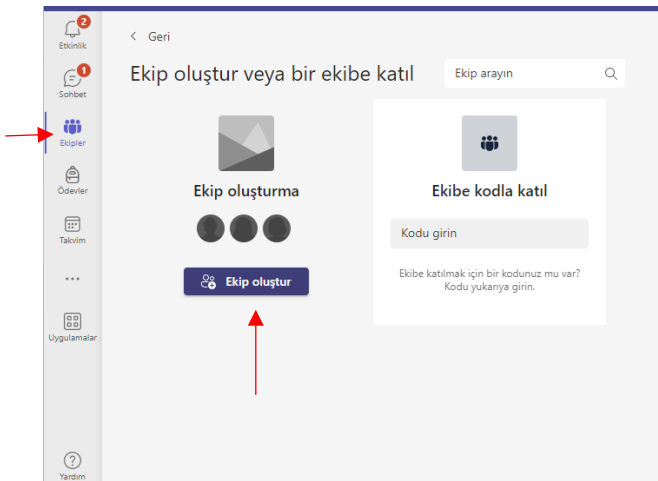 2
Etkinlik
1
Sohbet
Ekipler
Ödevler
Takvim
Uygulamalar
Yardım
Geri
Ekip oluştur veya bir ekibe katıl
Ekip arayın
Ekip oluşturma
Ekip oluştur
Ekibe kodla katıl
Kodu girin
Ekibe katılmak için bir kodunuz mu var?
Kodu yukarıya girin.